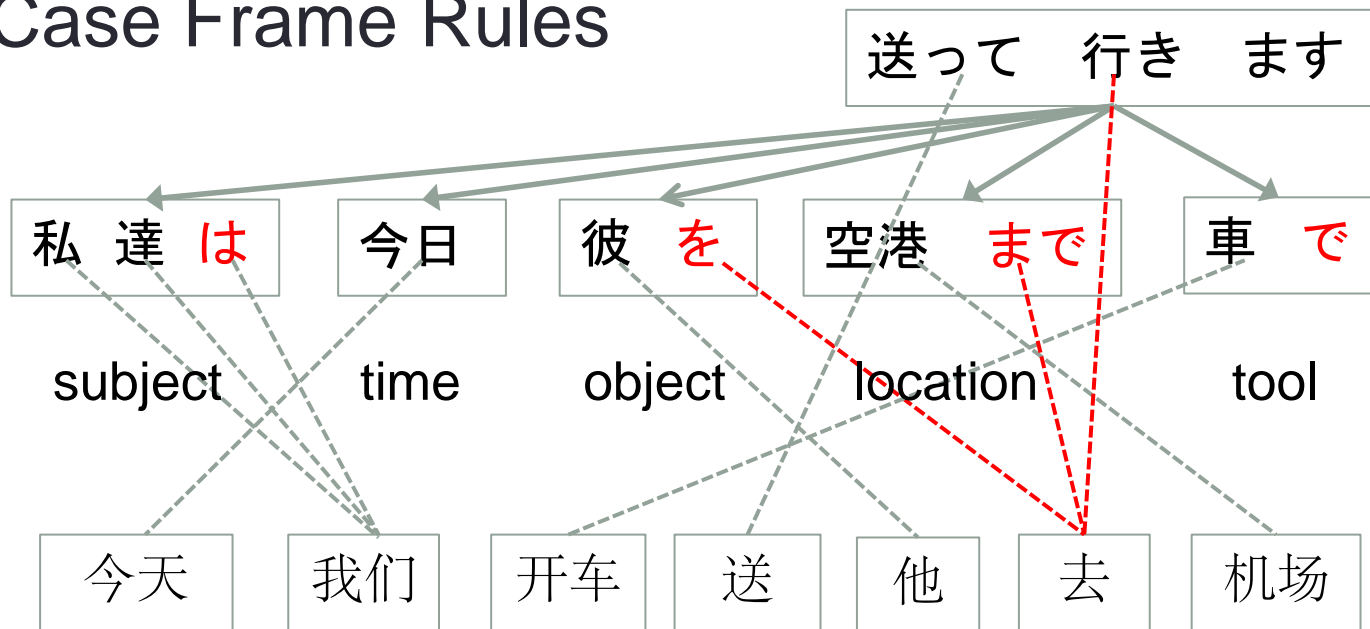 Case Frame Rules
送って 行き ます
私 達 は 今日 彼 を 空港 まで 車 で
subject time object location tool
今天 我们 开车 送 他 去 机场